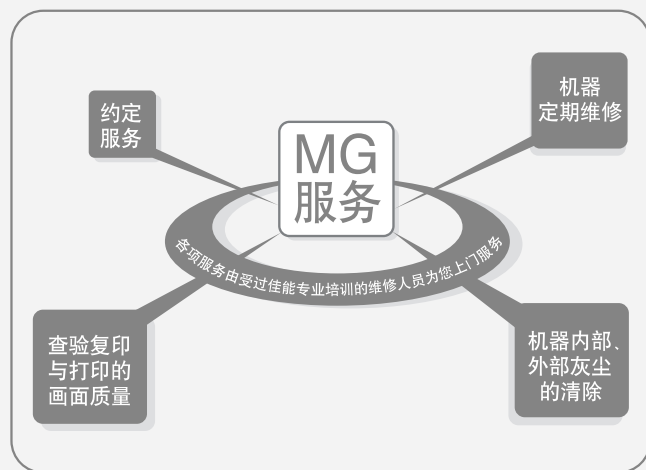 约定
服务
机器
定期维修
MG
服务
各项服务由受过佳能专业培训的维修人员为您上门服务
查验复印
与打印的
画面质量
机器内部、
外部灰尘
的清除